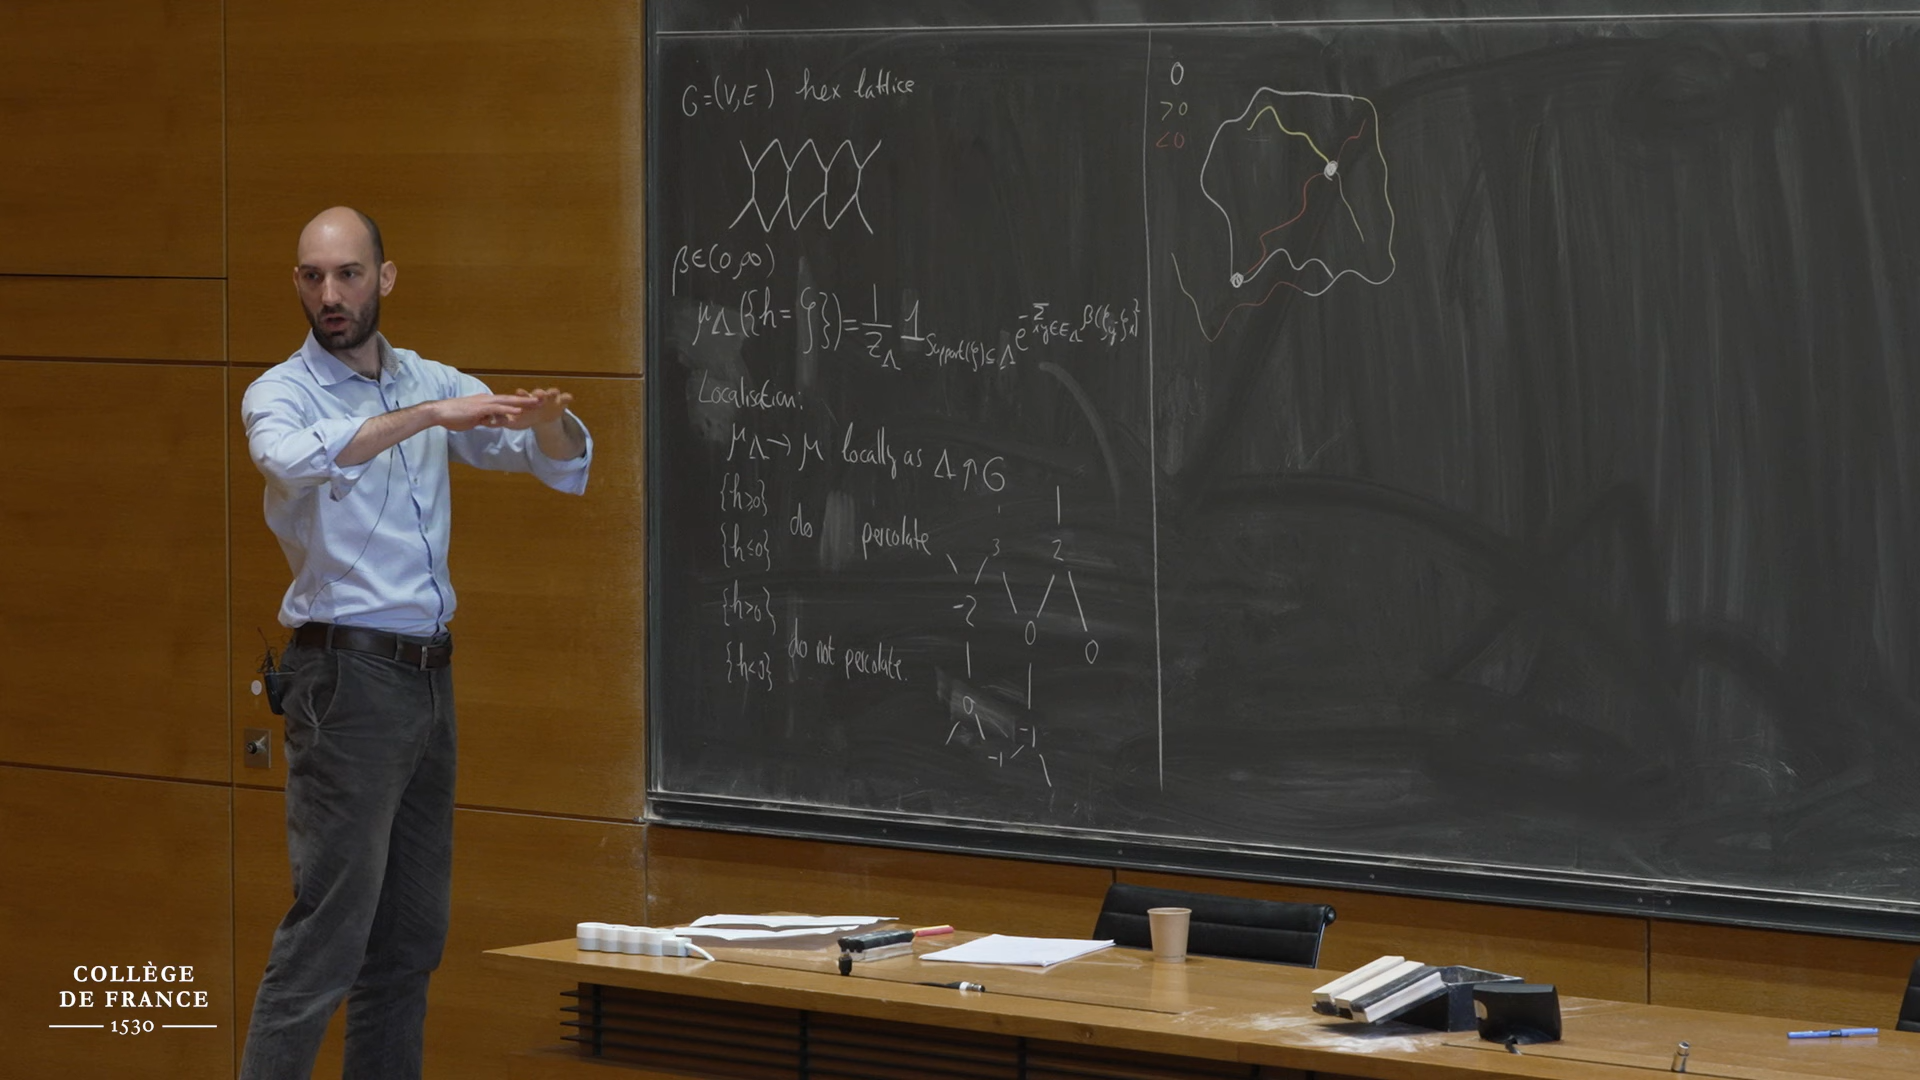 G=(V,E) hex lattice
β∈(0,∞)
μ_Λ({h=ζ})=1/Z_Λ 1_{Support(ζ)⊆Λ} e^{-Σ_{xy∈E_Λ} β(ζ_y-ζ_x)²}
Localisation:
μ_Λ→μ locally as Λ↑G
{h≥0}
{h≤0} do percolate
{h>0}
{h<0} do not percolate.
3 2
-2 0 0
0 -1
-1
0
>0
<0
COLLÈGE
DE FRANCE
1530